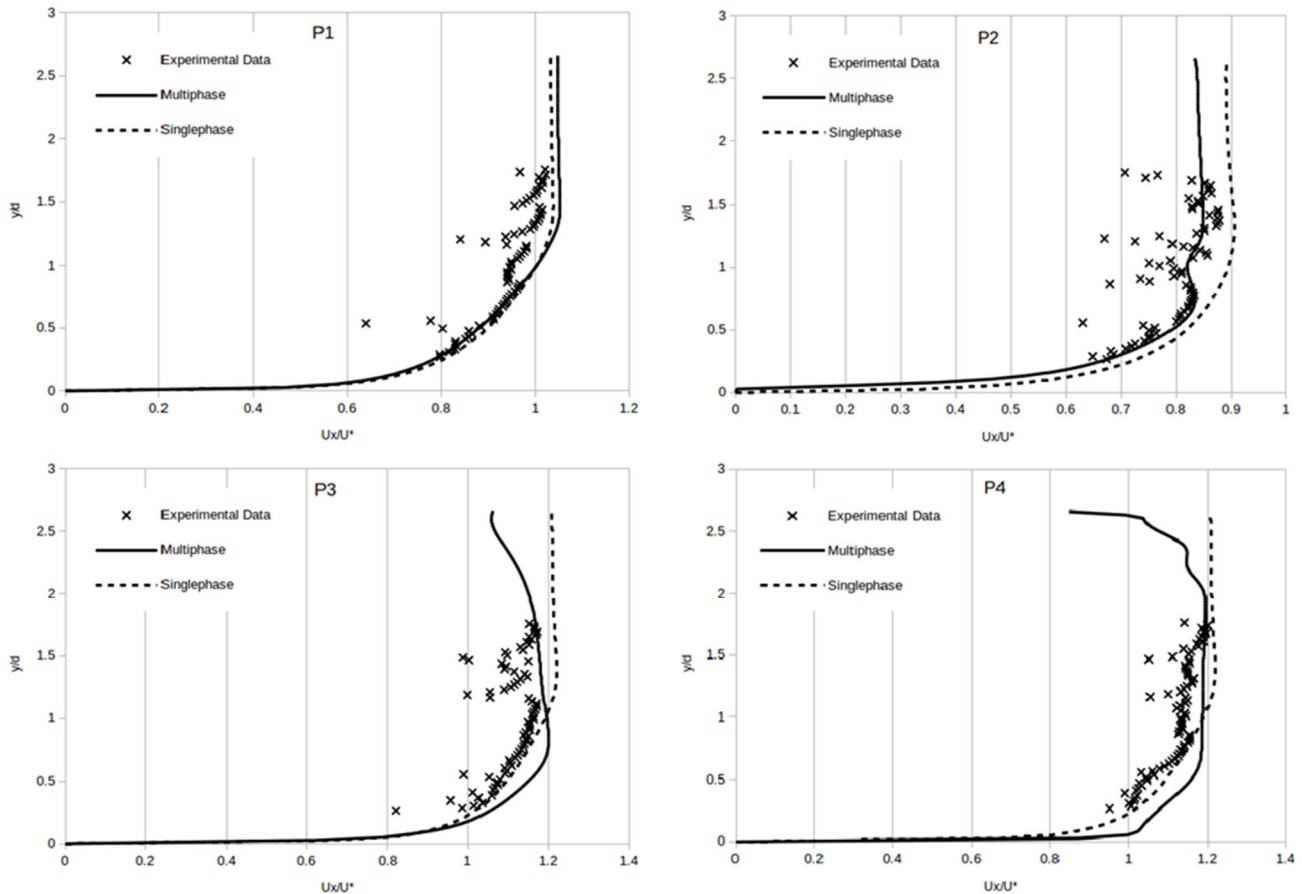 P1
Experimental Data
Multiphase
Singlephase
3
2.5
2
1.5
1
0.5
0
y/d
0 0.2 0.4 0.6 0.8 1 1.2
Ux/U*
P2
Experimental Data
Multiphase
Singlephase
3
2.5
2
1.5
1
0.5
0
y/d
0 0.1 0.2 0.3 0.4 0.5 0.6 0.7 0.8 0.9 1
Ux/U*
P3
Experimental Data
Multiphase
Singlephase
3
2.5
2
1.5
1
0.5
0
y/d
0 0.2 0.4 0.6 0.8 1 1.2 1.4
Ux/U*
P4
Experimental Data
Multiphase
Singlephase
3
2.5
2
1.5
1
0.5
0
y/d
0 0.2 0.4 0.6 0.8 1 1.2 1.4
Ux/U*